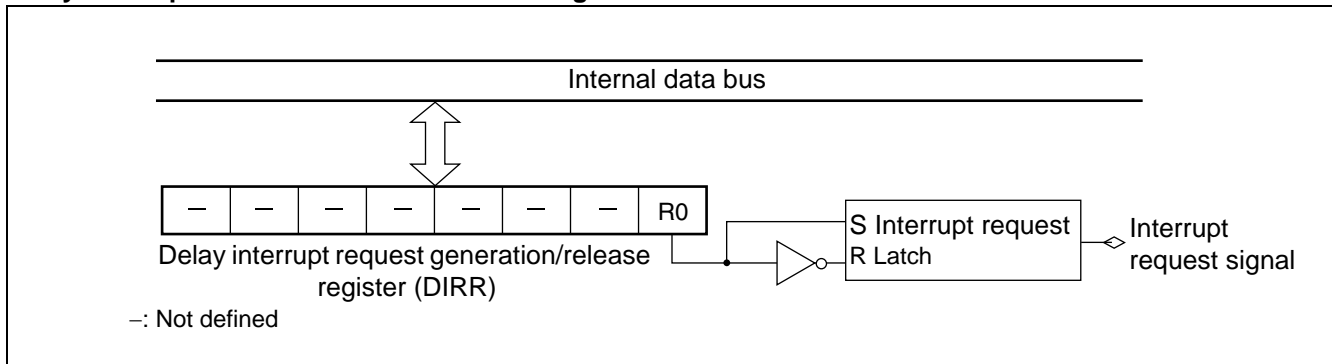 Internal data bus
– – – – – – – R0
Delay interrupt request generation/release
register (DIRR)
S Interrupt request
R Latch
Interrupt
request signal
–: Not defined